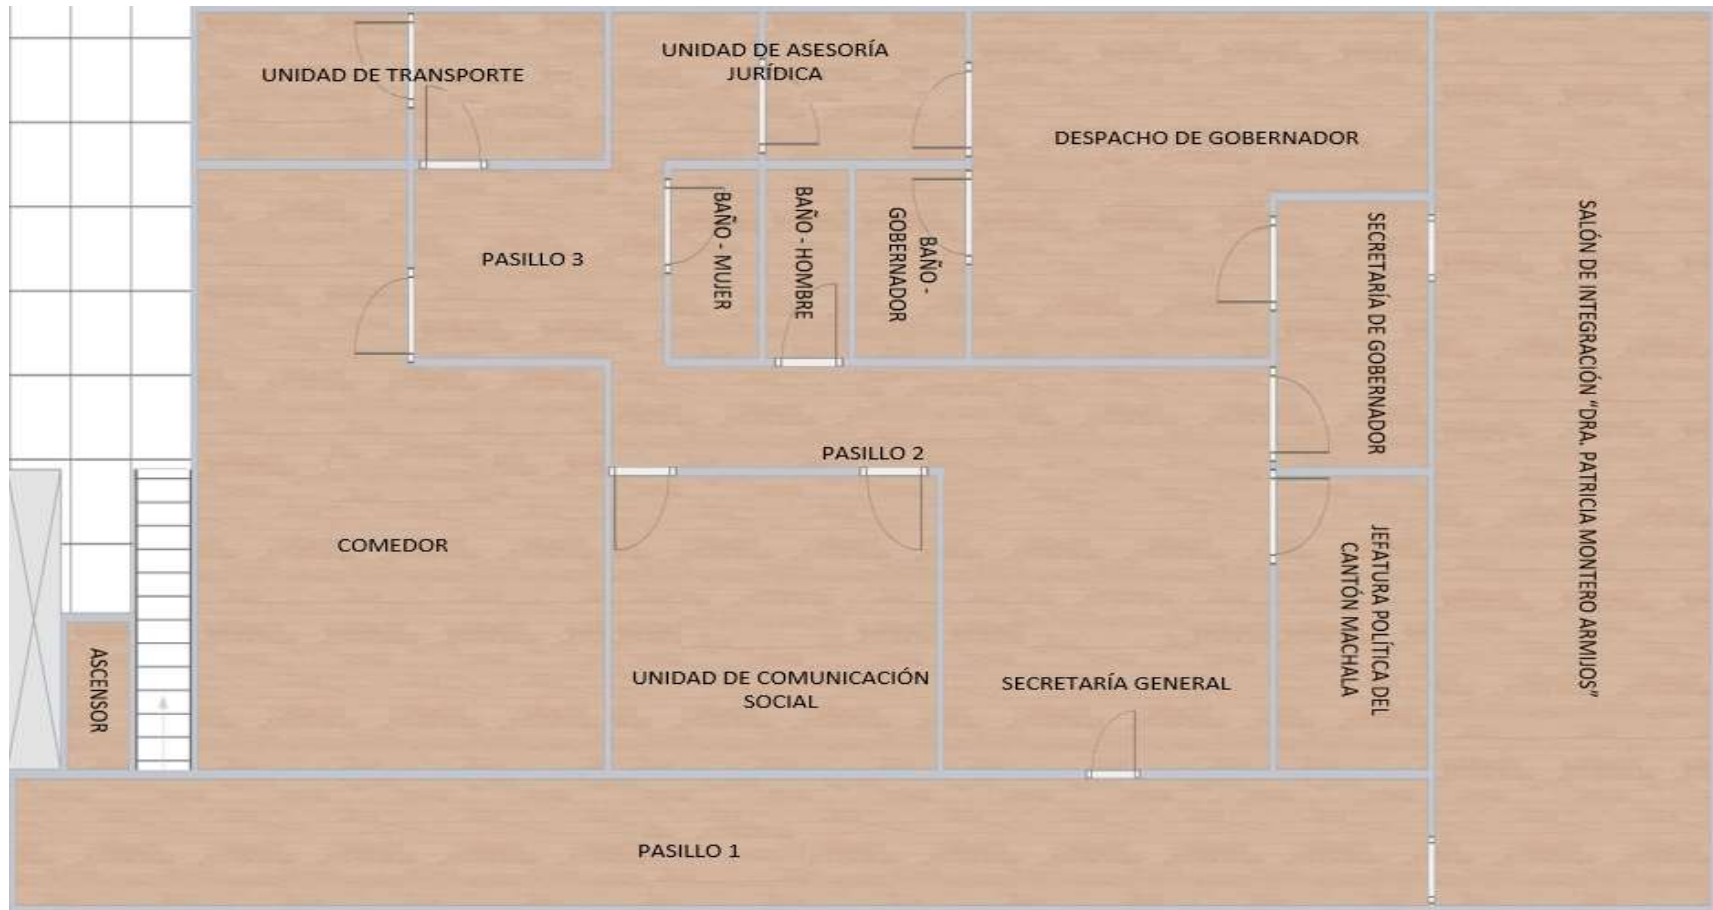 UNIDAD DE TRANSPORTE
UNIDAD DE ASESORÍA
JURÍDICA
DESPACHO DE GOBERNADOR
PASILLO 3
BAÑO - MUJER
BAÑO - HOMBRE
BAÑO -
GOBERNADOR
SECRETARÍA DE GOBERNADOR
SALÓN DE INTEGRACIÓN "DRA. PATRICIA MONTERO ARMIJOS"
PASILLO 2
COMEDOR
JEFATURA POLÍTICA DEL
CANTÓN MACHALA
ASCENSOR
UNIDAD DE COMUNICACIÓN
SOCIAL
SECRETARÍA GENERAL
PASILLO 1